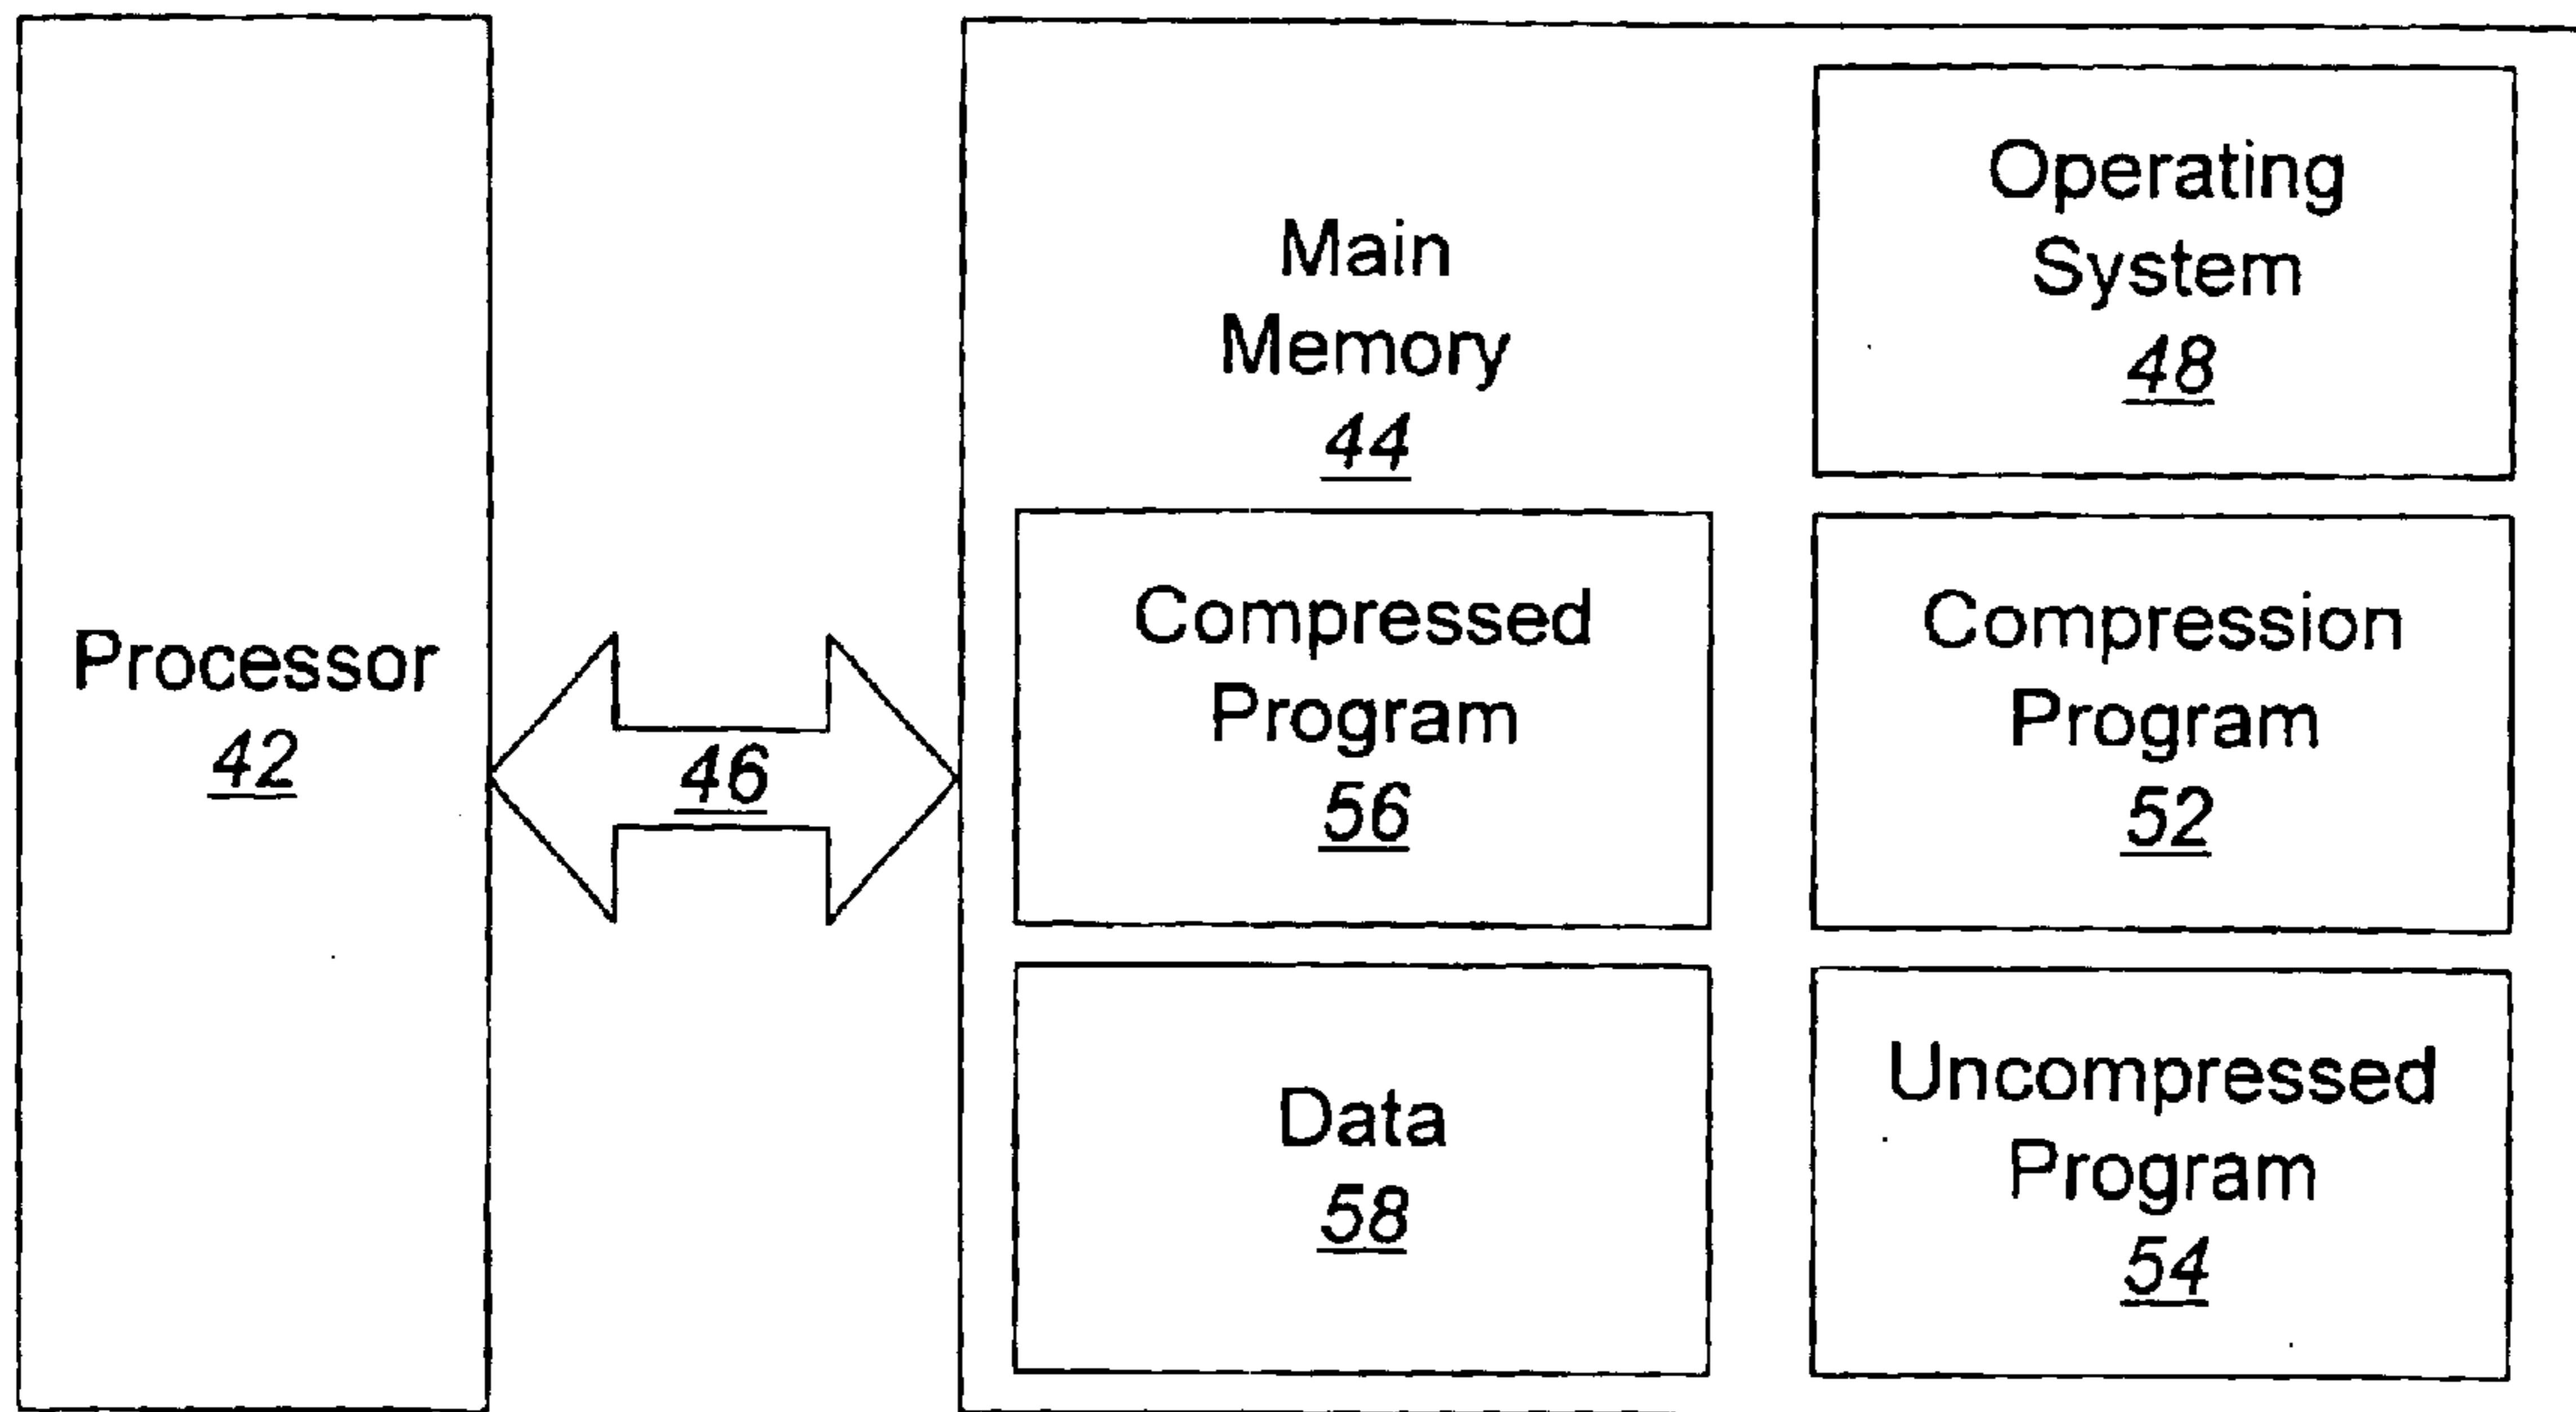 Processor
42
46
Main
Memory
44
Operating
System
48
Compressed
Program
56
Compression
Program
52
Data
58
Uncompressed
Program
54